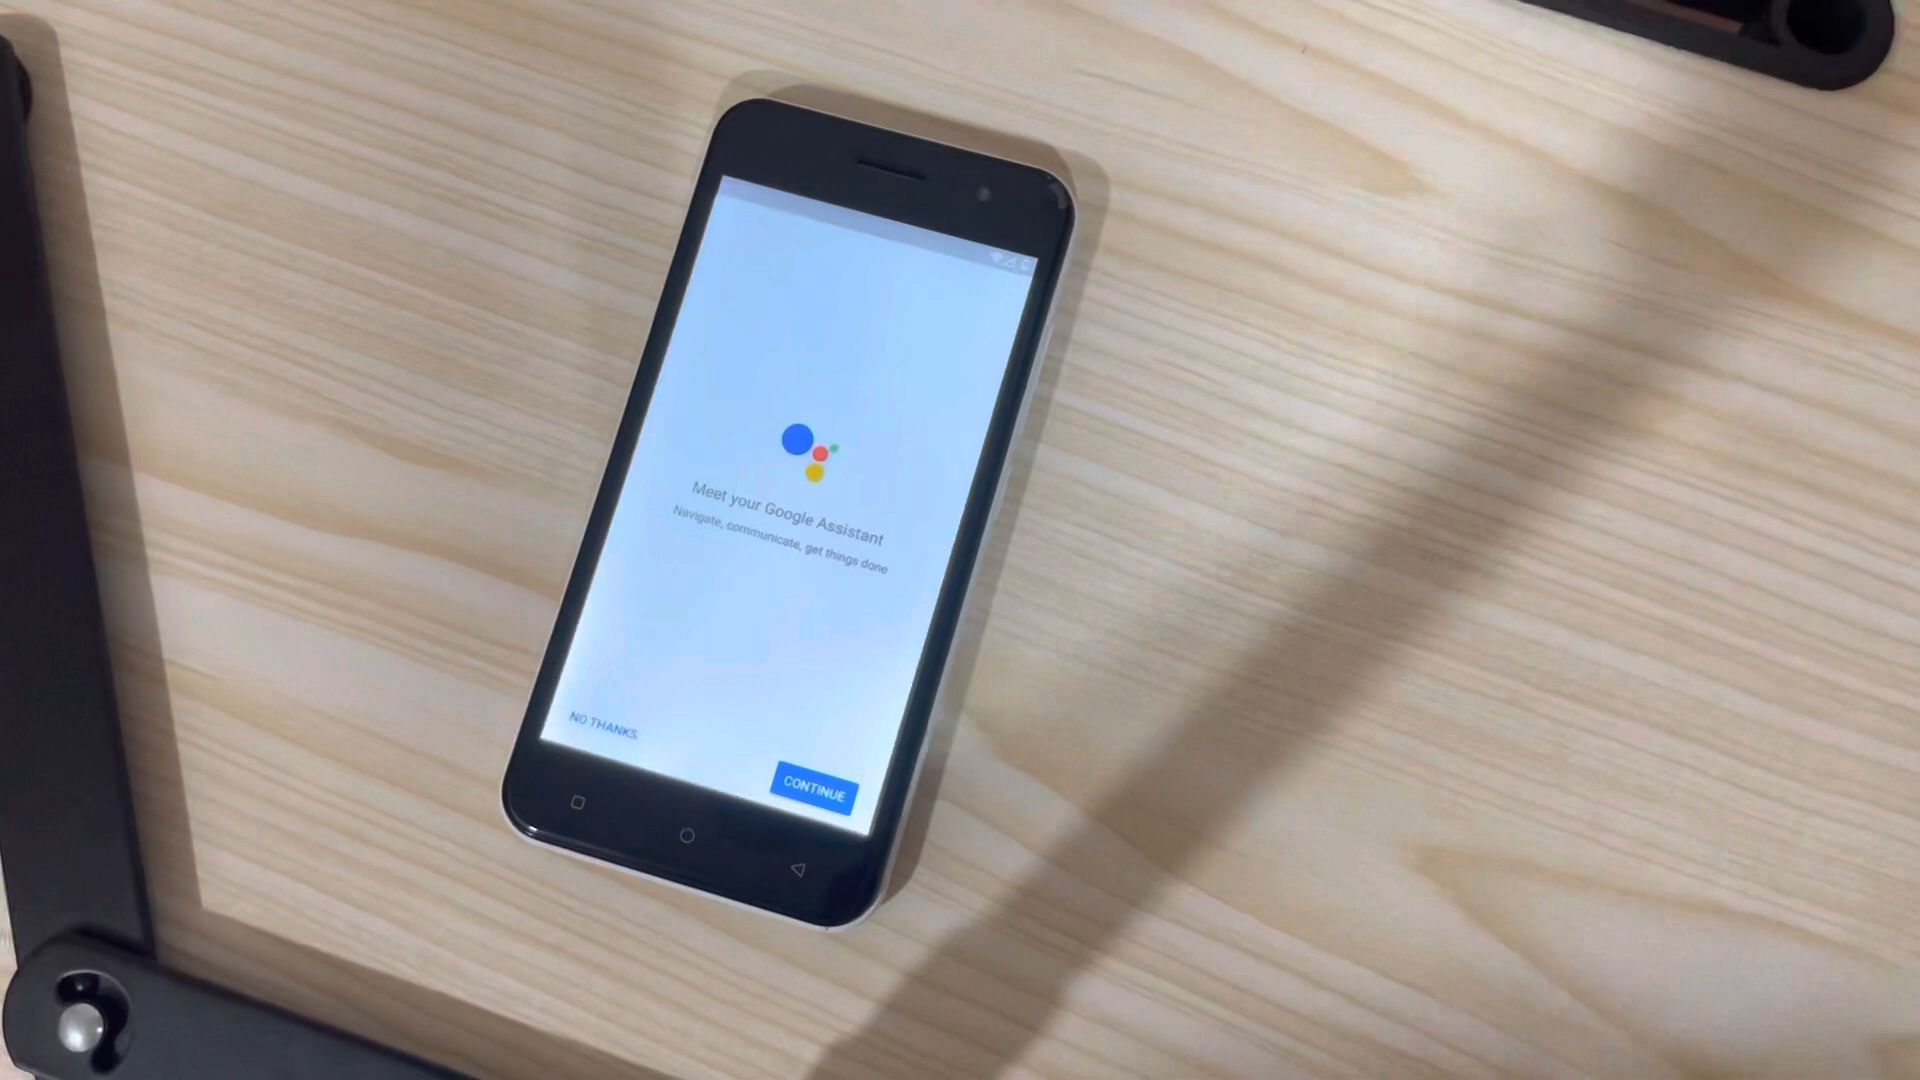 Meet your Google Assistant
Navigate, communicate, get things done
NO THANKS
CONTINUE